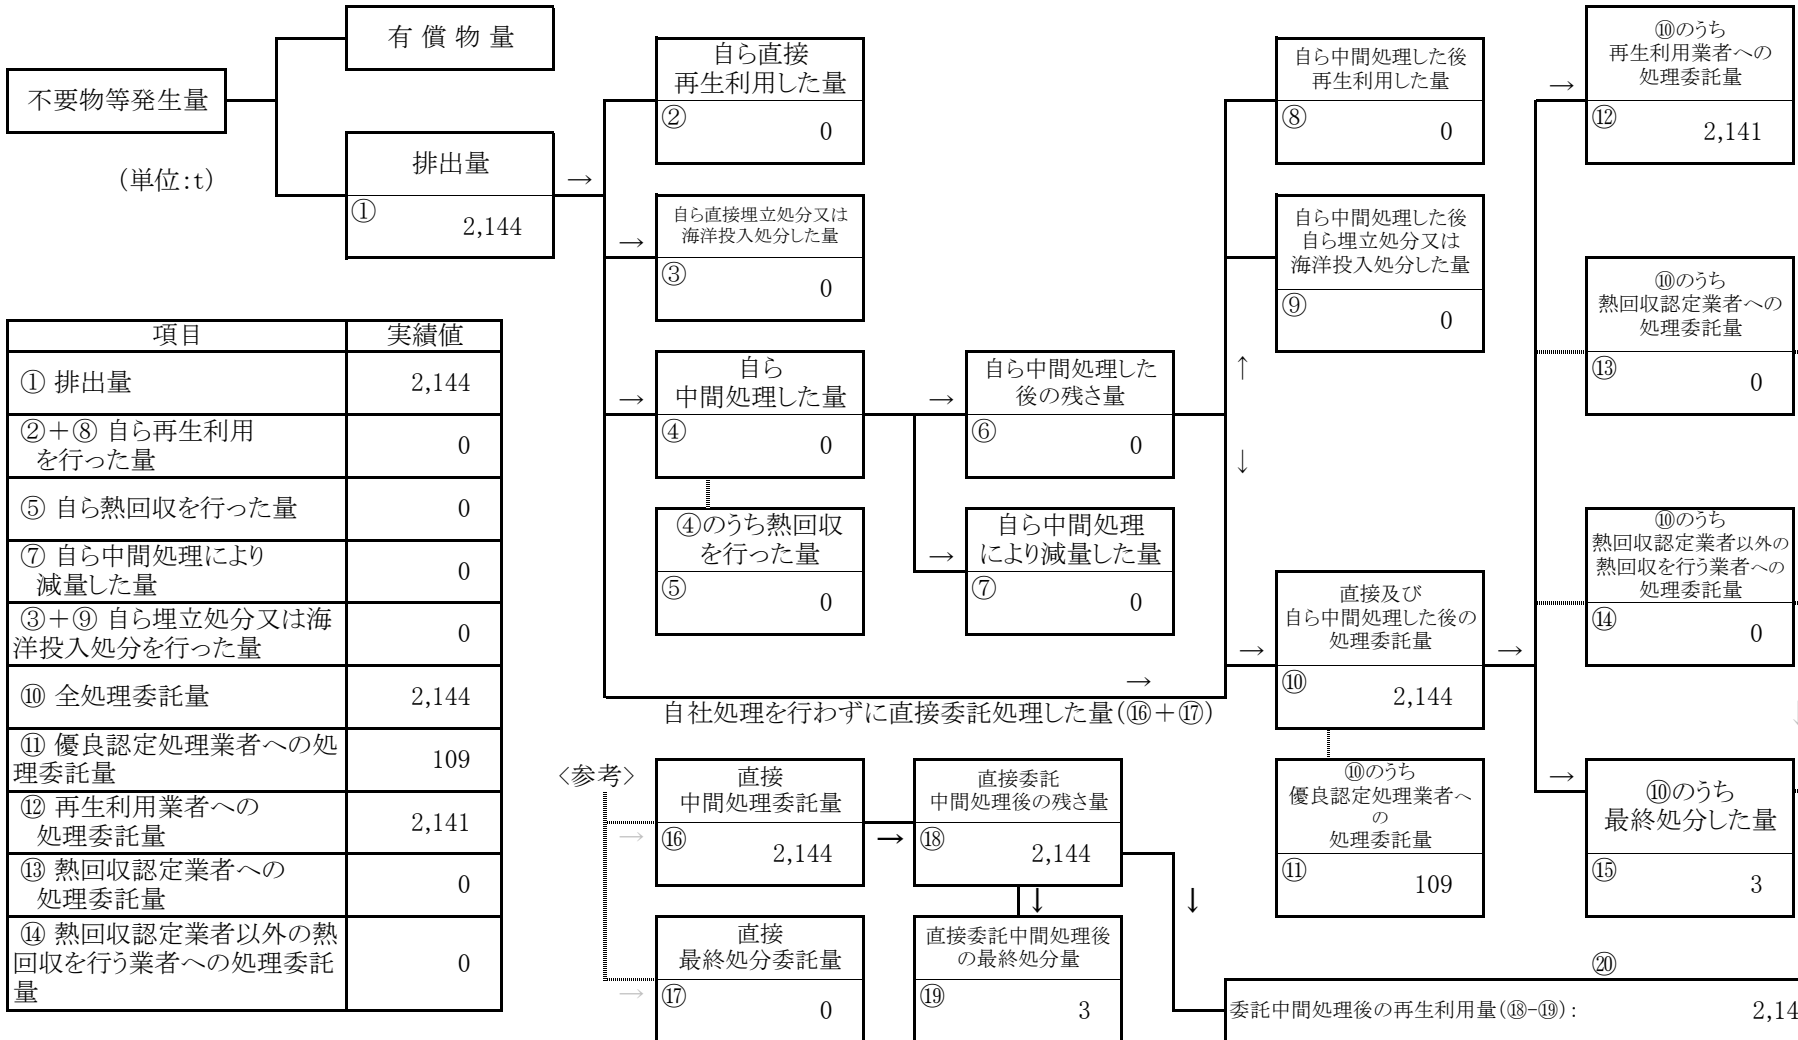 有 償 物 量
不要物等発生量
(単位:t)
排出量
①
2,144
→
自ら直接
再生利用した量
②
0
→
自ら直接埋立処分又は
海洋投入処分した量
③
0
→
自ら
中間処理した量
④
0
④のうち熱回収
を行った量
⑤
0
→
自ら中間処理した
後の残さ量
⑥
0
→
自ら中間処理
により減量した量
⑦
0
自ら中間処理した後
再生利用した量
⑧
0
自ら中間処理した後
自ら埋立処分又は
海洋投入処分した量
⑨
0
↑
↓
→
直接及び
自ら中間処理した後の
処理委託量
⑩
2,144
→
自社処理を行わずに直接委託処理した量(⑯+⑰)
→
⑩のうち
優良認定処理業者へ
の
処理委託量
⑪
109
→
⑩のうち
再生利用業者への
処理委託量
⑫
2,141
⑩のうち
熱回収認定業者への
処理委託量
⑬
0
⑩のうち
熱回収認定業者以外の
熱回収を行う業者への
処理委託量
⑭
0
→
⑩のうち
最終処分した量
⑮
3
項目 実績値
① 排出量 2,144
②+⑧ 自ら再生利用
を行った量 0
⑤ 自ら熱回収を行った量 0
⑦ 自ら中間処理により
減量した量 0
③+⑨ 自ら埋立処分又は海
洋投入処分を行った量 0
⑩ 全処理委託量 2,144
⑪ 優良認定処理業者への処
理委託量 109
⑫ 再生利用業者への
処理委託量 2,141
⑬ 熱回収認定業者への
処理委託量 0
⑭ 熱回収認定業者以外の熱
回収を行う業者への処理委託
量 0
〈参考〉
→
直接
中間処理委託量
⑯
2,144
→
直接委託
中間処理後の残さ量
⑱
2,144
↓
↓
→
直接
最終処分委託量
⑰
0
直接委託中間処理後
の最終処分量
⑲
3
⑳
委託中間処理後の再生利用量(⑱-⑲):